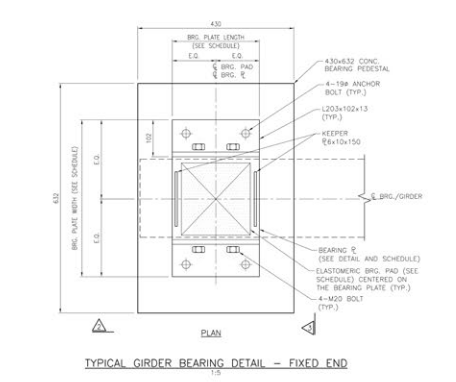 430
BRG. PLATE LENGTH
(SEE SCHEDULE)
E.Q.
E.Q.
℄ BRG. PAD
BRG. ℄
430x632 CONC.
BEARING PEDESTAL
4-19ø ANCHOR
BOLT (TYP.)
L203x102x13
(TYP.)
KEEPER
℄6x10x150
102
632
BRG. PLATE WIDTH (SEE SCHEDULE)
E.Q.
E.Q.
℄ BRG./GIRDER
BEARING ℄
(SEE DETAIL AND SCHEDULE)
ELASTOMERIC BRG. PAD (SEE
SCHEDULE) CENTERED ON
THE BEARING PLATE (TYP.)
4-M20 BOLT
(TYP.)
2
3
PLAN
TYPICAL GIRDER BEARING DETAIL - FIXED END
1:5